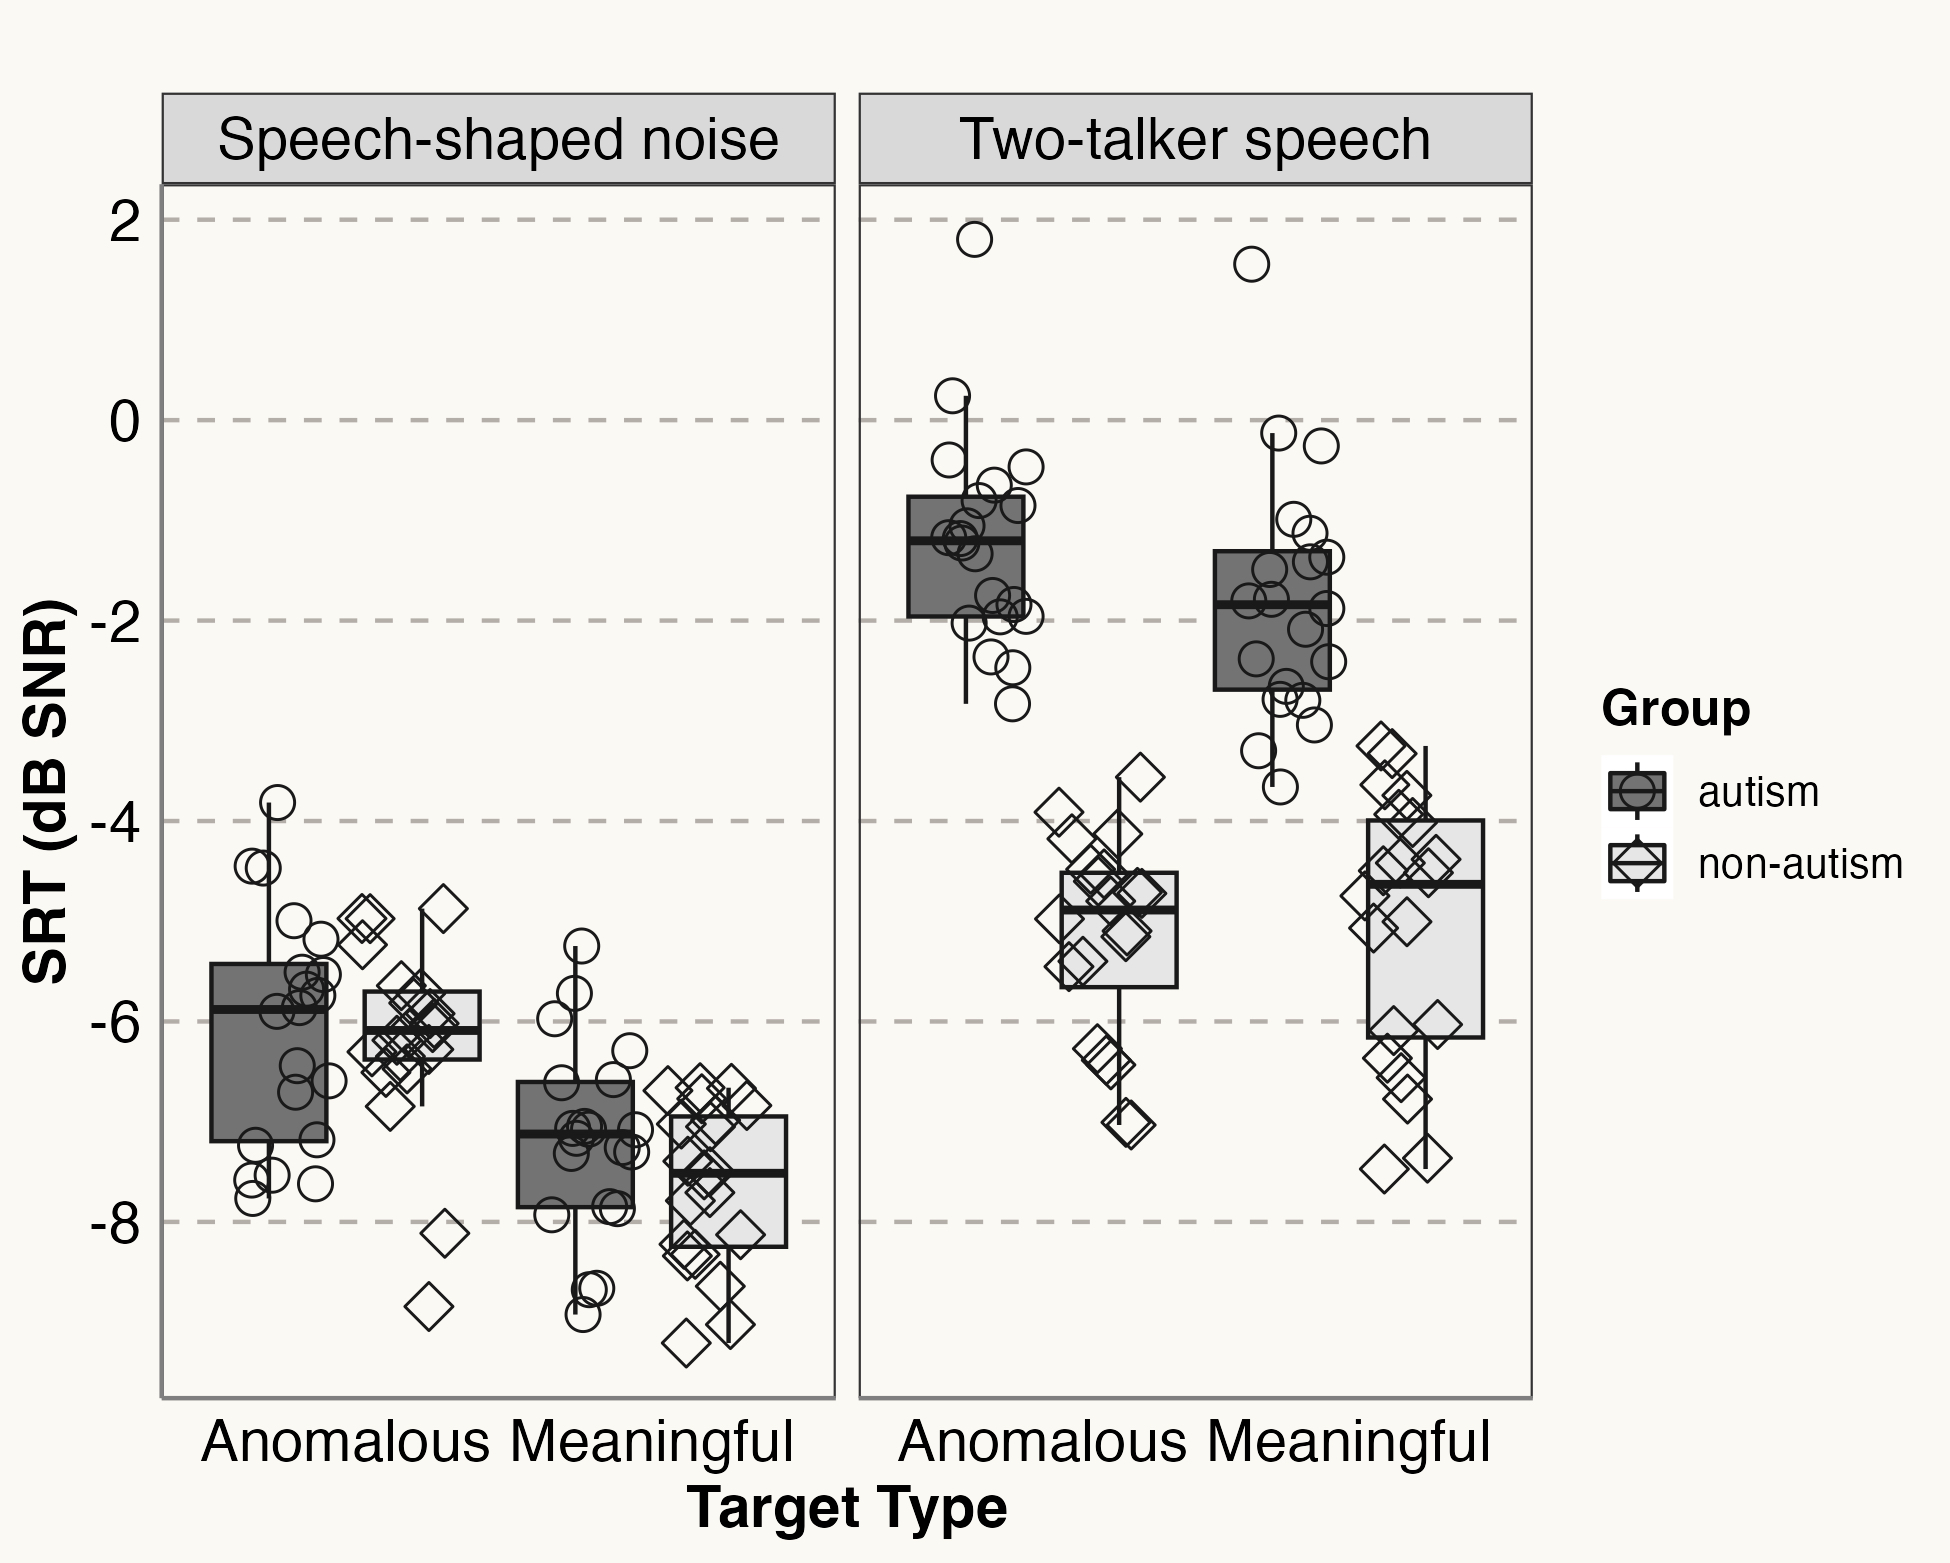 Speech-shaped noise
Two-talker speech
2
0
-2
-4
-6
-8
SRT (dB SNR)
Anomalous Meaningful
Anomalous Meaningful
Target Type
Group
autism
non-autism